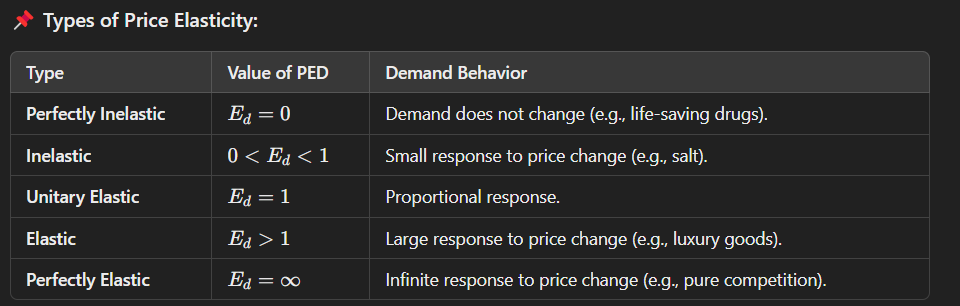 📌 Types of Price Elasticity:
Type Value of PED Demand Behavior
Perfectly Inelastic E_d = 0 Demand does not change (e.g., life-saving drugs).
Inelastic 0 < E_d < 1 Small response to price change (e.g., salt).
Unitary Elastic E_d = 1 Proportional response.
Elastic E_d > 1 Large response to price change (e.g., luxury goods).
Perfectly Elastic E_d = ∞ Infinite response to price change (e.g., pure competition).